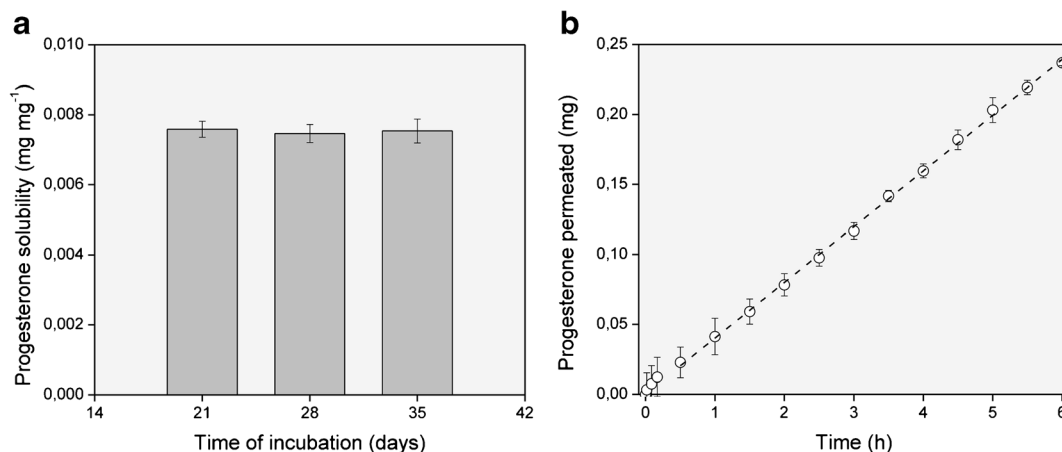 a
Progesterone solubility (mg mg⁻¹)
0,010
0,008
0,006
0,004
0,002
0,000
14 21 28 35 42
Time of incubation (days)
b
Progesterone permeated (mg)
0,25
0,20
0,15
0,10
0,05
0,00
0 1 2 3 4 5 6
Time (h)